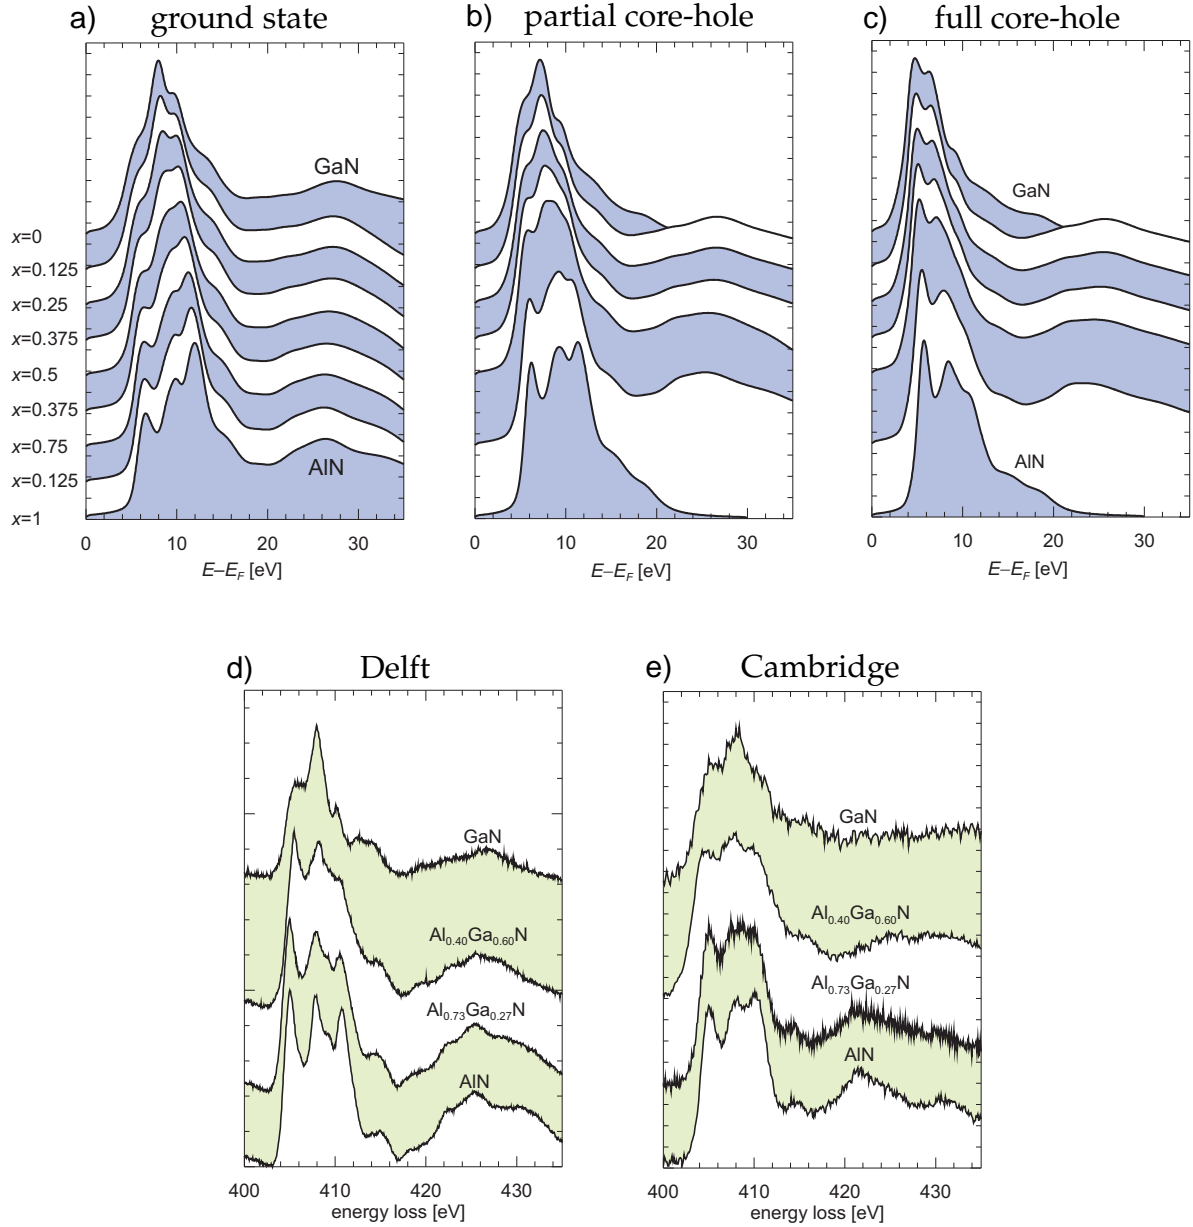 a) ground state
b) partial core-hole
c) full core-hole
GaN
GaN
x=0
x=0.125
x=0.25
x=0.375
x=0.5
x=0.375
x=0.75
x=0.125
x=1
AlN
AlN
0 10 20 30
0 10 20 30
0 10 20 30
E–E_F [eV]
E–E_F [eV]
E–E_F [eV]
d) Delft
e) Cambridge
GaN
Al0.40Ga0.60N
Al0.73Ga0.27N
AlN
GaN
Al0.40Ga0.60N
Al0.73Ga0.27N
AlN
400 410 420 430
400 410 420 430
energy loss [eV]
energy loss [eV]